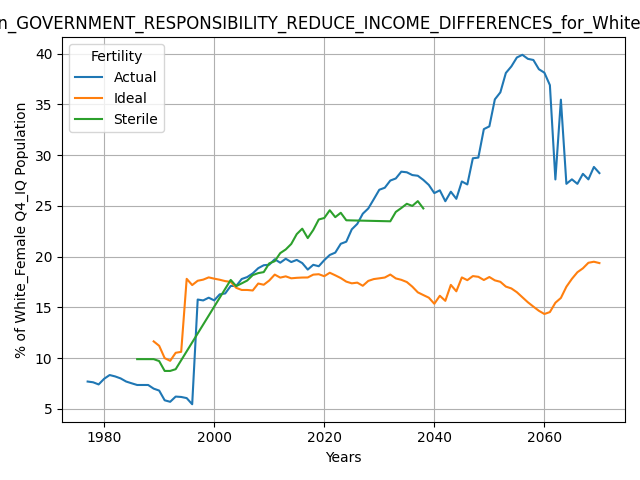 n_GOVERNMENT_RESPONSIBILITY_REDUCE_INCOME_DIFFERENCES_for_White
Fertility
Actual
Ideal
Sterile
% of White_Female Q4_IQ Population
40
35
30
25
20
15
10
5
1980 2000 2020 2040 2060
Years